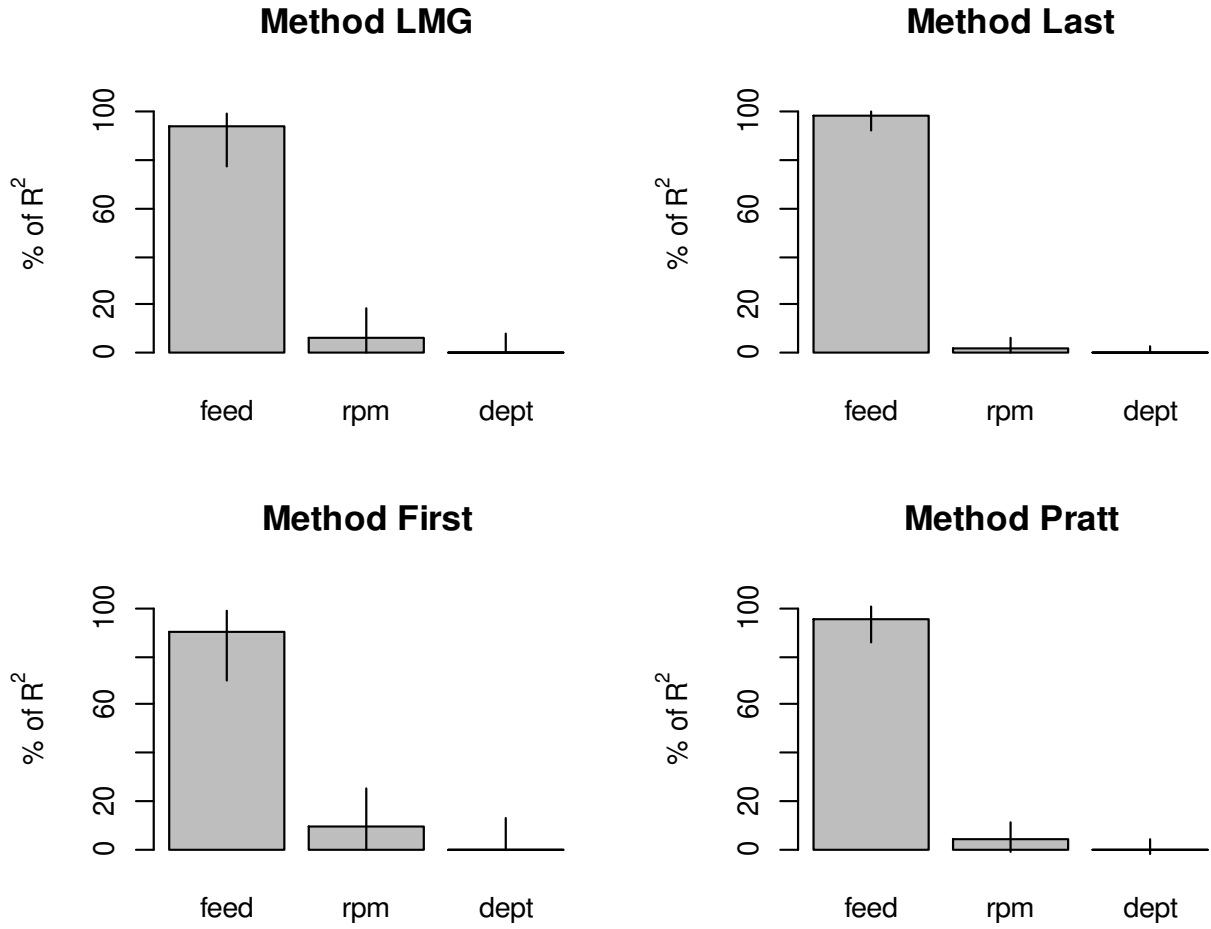 Method LMG
% of R²
100
60
20
0
feed rpm dept
Method Last
% of R²
100
60
20
0
feed rpm dept
Method First
% of R²
100
60
20
0
feed rpm dept
Method Pratt
% of R²
100
60
20
0
feed rpm dept